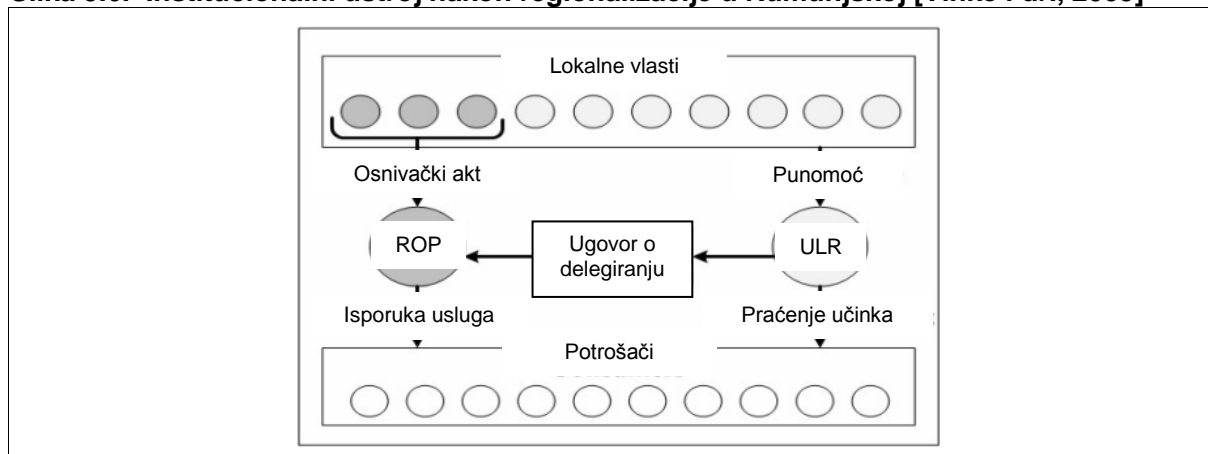 Lokalne vlasti
Osnivački akt
Punomoć
ROP
Ugovor o
delegiranju
ULR
Isporuka usluga
Praćenje učinka
Potrošači